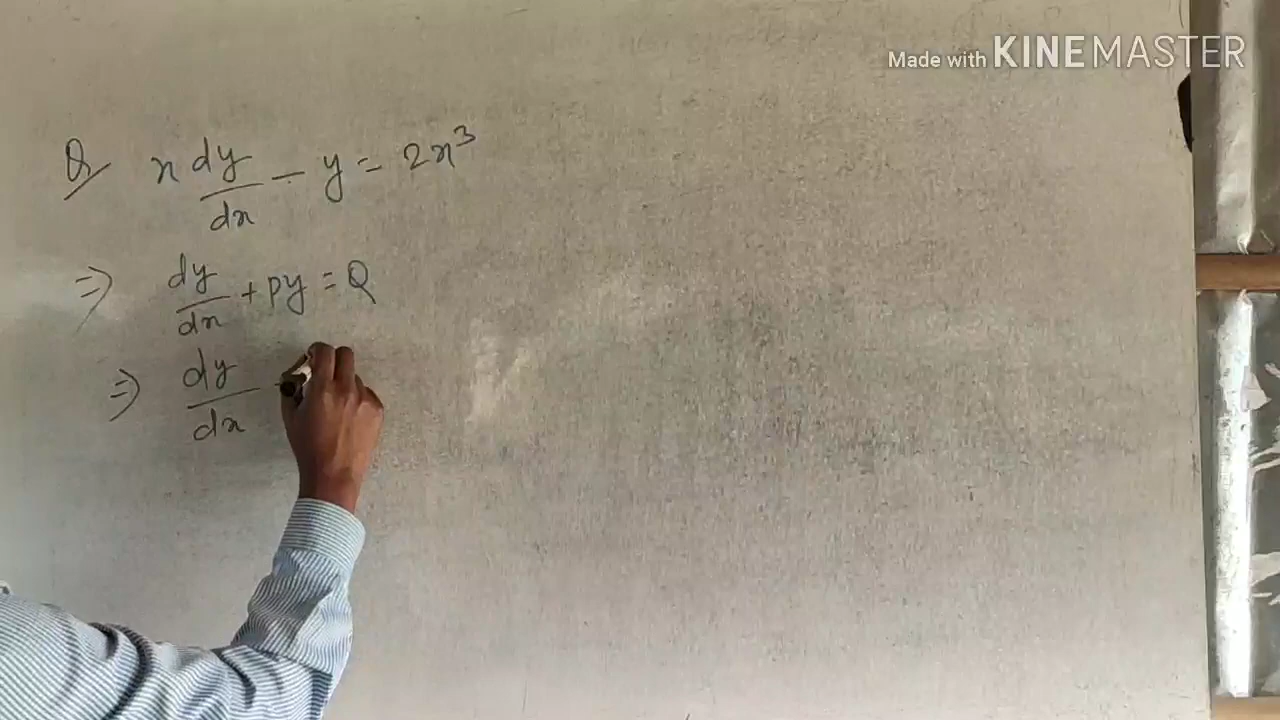 Made with KINEMASTER
Q x dy/dx - y = 2x³
⇒ dy/dx + py = Q
⇒ dy/dx -